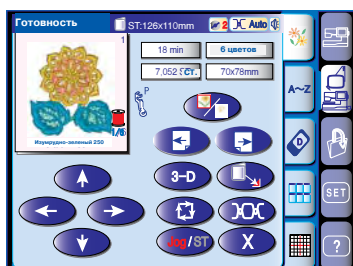 Готовность
ST:126x110mm
2
Auto
1
18 min
6 цветов
7,052 Ст.
70x78mm
P
1/6
Изумрудно-зеленый 250
A~Z
D
3-D
SET
Jog/ST
X
?